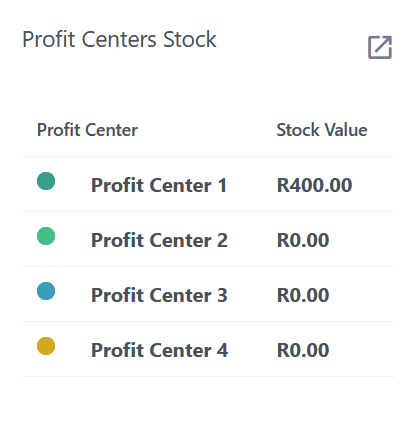 Profit Centers Stock
Profit Center Stock Value
Profit Center 1 R400.00
Profit Center 2 R0.00
Profit Center 3 R0.00
Profit Center 4 R0.00